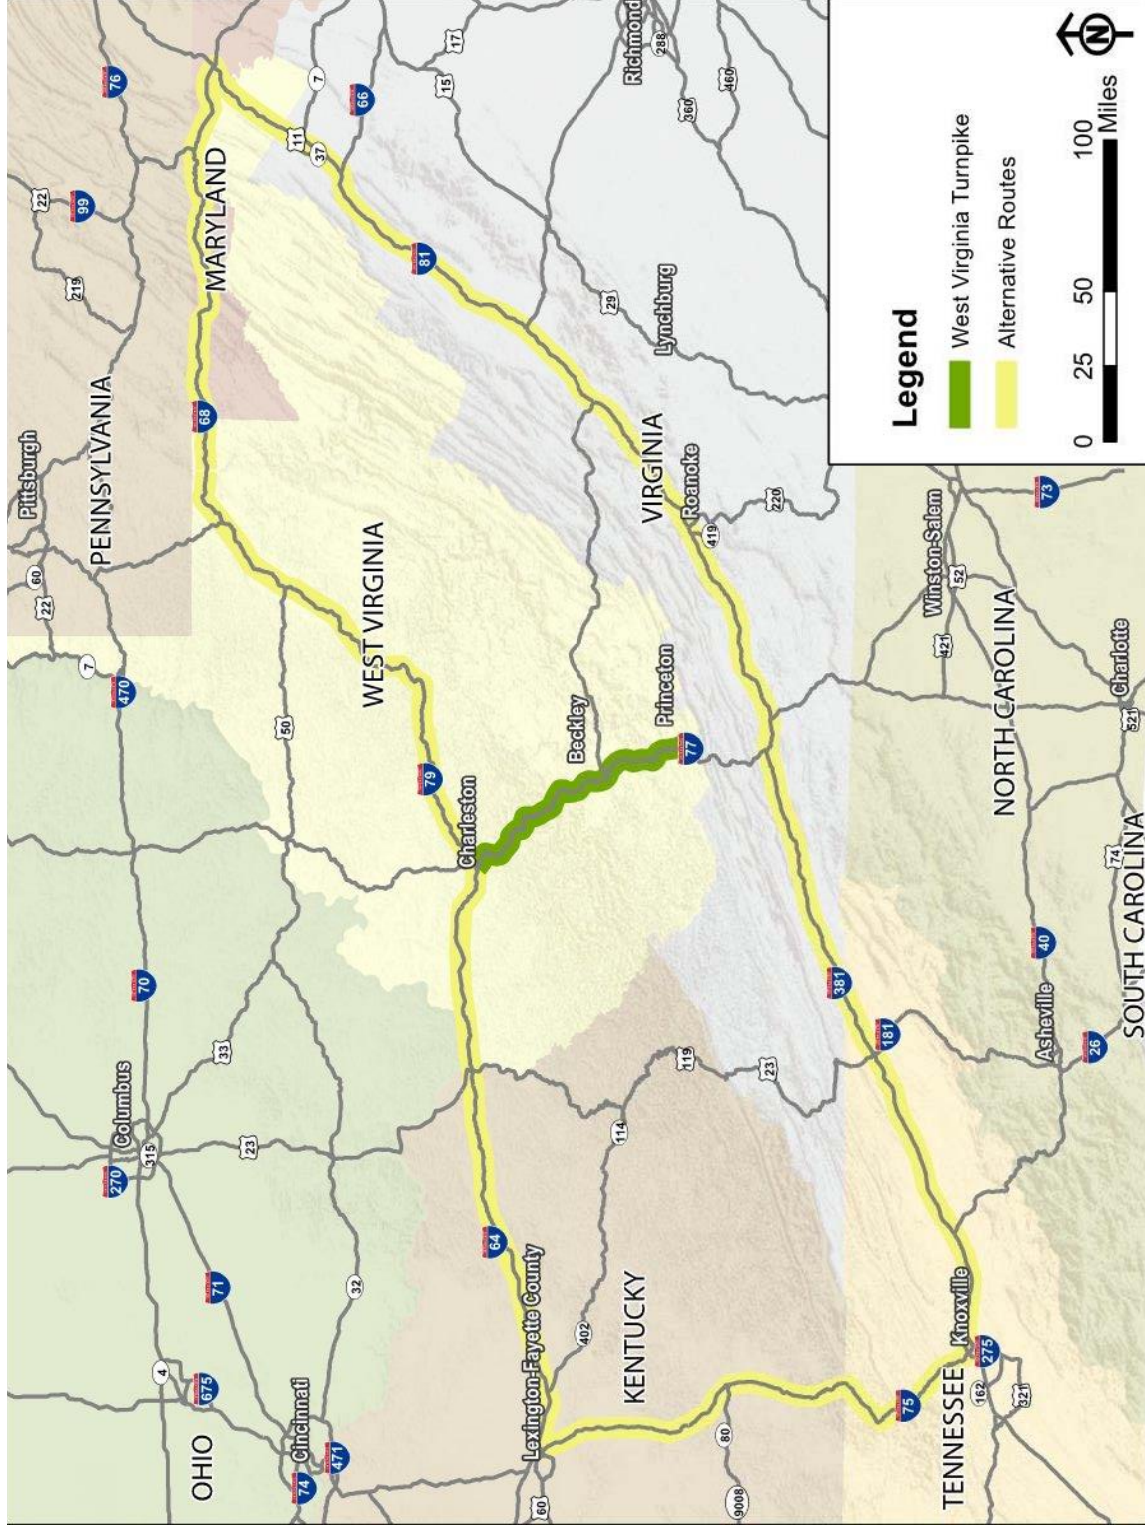 Pittsburgh
60
22
22
219
99
76
7
PENNSYLVANIA
270
Columbus
470
315
70
4
OHIO
675
71
68
MARYLAND
33
23
50
74
Cincinnati
471
11
37
7
32
66
WEST VIRGINIA
79
81
15
17
Charleston
64
Lexington-Fayette County
60
402
Beckley
29
114
KENTUCKY
Richmond
288
VIRGINIA
Lynchburg
Princeton
77
Roanoke
419
360
119
80
9008
23
220
460
381
181
75
TENNESSEE
Knoxville
162
275
321
Winston-Salem
421
52
NORTH CAROLINA
40
Asheville
26
73
74
Charlotte
521
SOUTH CAROLINA
Legend
West Virginia Turnpike
Alternative Routes
0 25 50 100
Miles
N